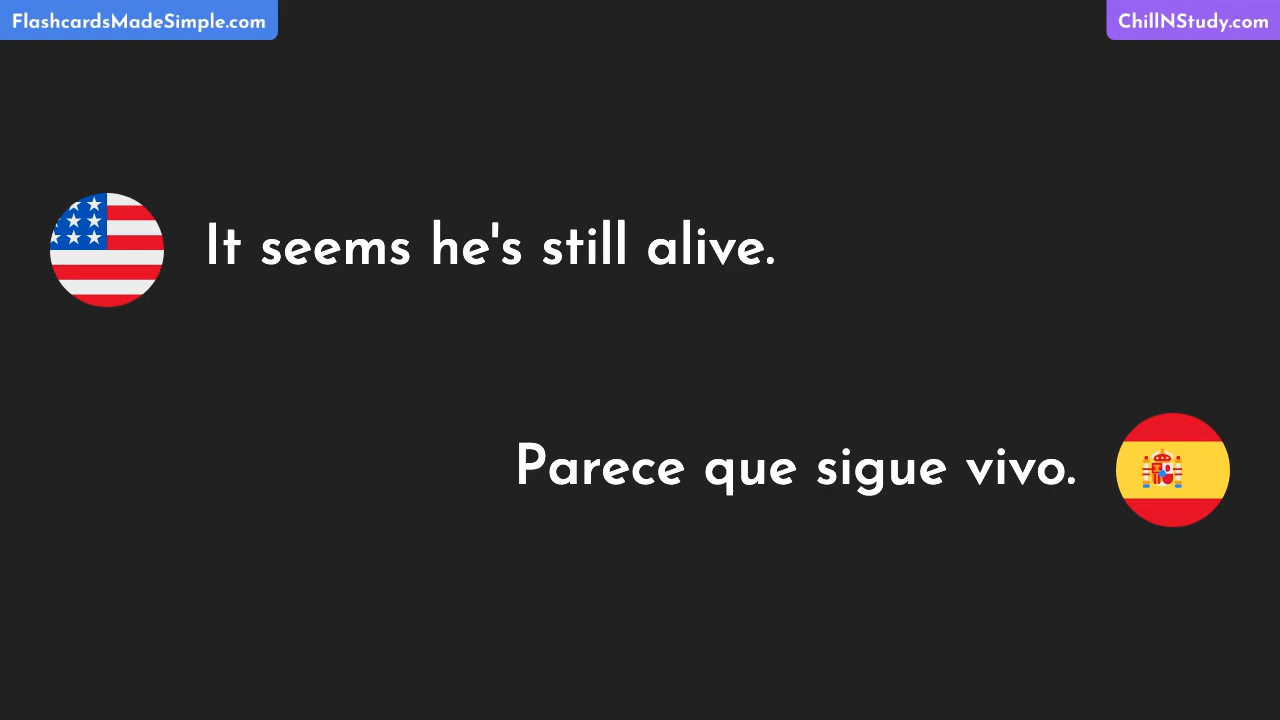 FlashcardsMadeSimple.com
ChillNStudy.com
It seems he's still alive.
Parece que sigue vivo.